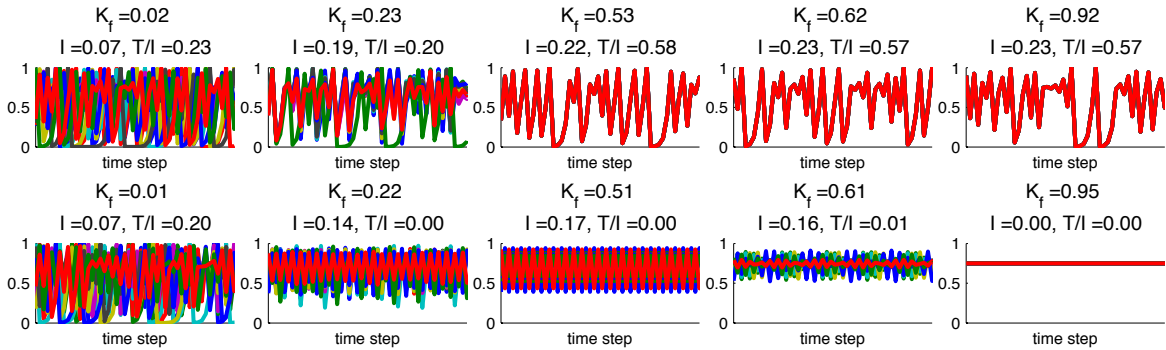 K_f =0.02
I =0.07, T/I =0.23
1
0.5
0
time step
K_f =0.23
I =0.19, T/I =0.20
1
0.5
0
time step
K_f =0.53
I =0.22, T/I =0.58
1
0.5
0
time step
K_f =0.62
I =0.23, T/I =0.57
1
0.5
0
time step
K_f =0.92
I =0.23, T/I =0.57
1
0.5
0
time step
K_f =0.01
I =0.07, T/I =0.20
1
0.5
0
time step
K_f =0.22
I =0.14, T/I =0.00
1
0.5
0
time step
K_f =0.51
I =0.17, T/I =0.00
1
0.5
0
time step
K_f =0.61
I =0.16, T/I =0.01
1
0.5
0
time step
K_f =0.95
I =0.00, T/I =0.00
1
0.5
0
time step